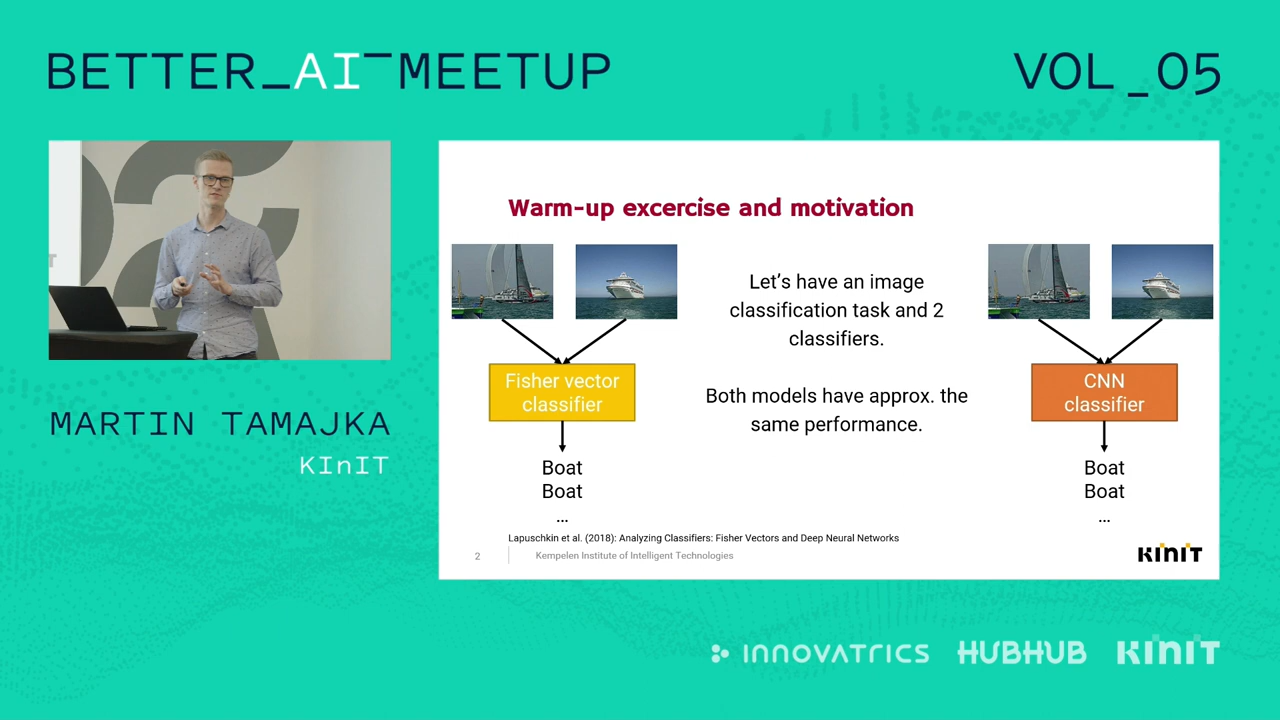 BETTER_AI¯MEETUP
VOL_05
MARTIN TAMAJKA
KInIT
Warm-up excercise and motivation
Let’s have an image
classification task and 2
classifiers.
Both models have approx. the
same performance.
Fisher vector
classifier
Boat
Boat
...
CNN
classifier
Boat
Boat
...
Lapuschkin et al. (2018): Analyzing Classifiers: Fisher Vectors and Deep Neural Networks
2
Kempelen Institute of Intelligent Technologies
KINIT
INNOVATRICS
HUBHUB
KINIT